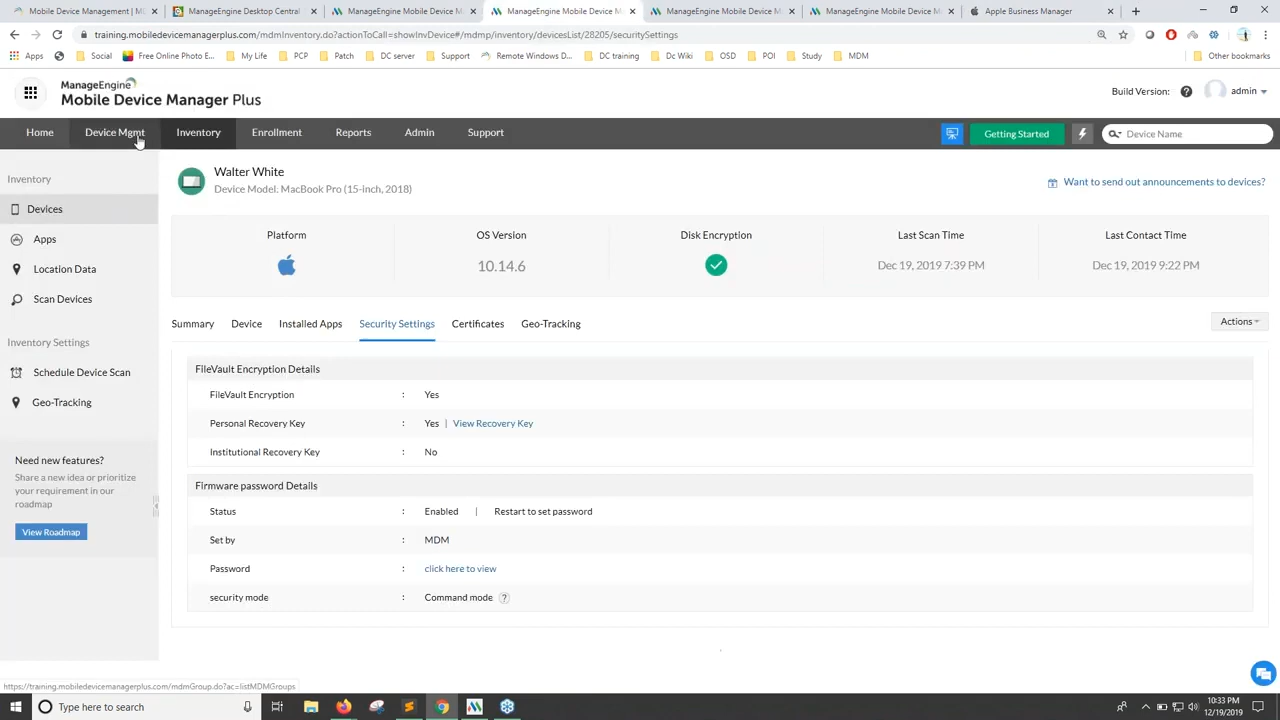 Mobile Device Management | MD
ManageEngine Desktop Central
ManageEngine Mobile Device M
ManageEngine Mobile Device M
ManageEngine Mobile Device M
ManageEngine Mobile Device M
Apple Business Manager
training.mobiledevicemanagerplus.com/mdmInventory.do?actionToCall=showInvDevice#/mdmp/inventory/devicesList/28205/securitySettings
Apps
Social
Free Online Photo E...
My Life
PCP
Patch
DC server
Support
Remote Windows D...
DC training
Dc Wiki
OSD
POI
Study
MDM
Other bookmarks
ManageEngine
Mobile Device Manager Plus
Build Version:
admin
Home
Device Mgmt
Inventory
Enrollment
Reports
Admin
Support
Getting Started
Device Name
Inventory
Devices
Apps
Location Data
Scan Devices
Inventory Settings
Schedule Device Scan
Geo-Tracking
Need new features?
Share a new idea or prioritize
your requirement in our
roadmap
View Roadmap
Walter White
Device Model: MacBook Pro (15-inch, 2018)
Want to send out announcements to devices?
Platform
OS Version
10.14.6
Disk Encryption
Last Scan Time
Dec 19, 2019 7:39 PM
Last Contact Time
Dec 19, 2019 9:22 PM
Summary
Device
Installed Apps
Security Settings
Certificates
Geo-Tracking
Actions
FileVault Encryption Details
FileVault Encryption : Yes
Personal Recovery Key : Yes | View Recovery Key
Institutional Recovery Key : No
Firmware password Details
Status : Enabled | Restart to set password
Set by : MDM
Password : click here to view
security mode : Command mode ?
https://training.mobiledevicemanagerplus.com/mdmGroup.do?ac=listMDMGroups
Type here to search
10:33 PM
12/19/2019